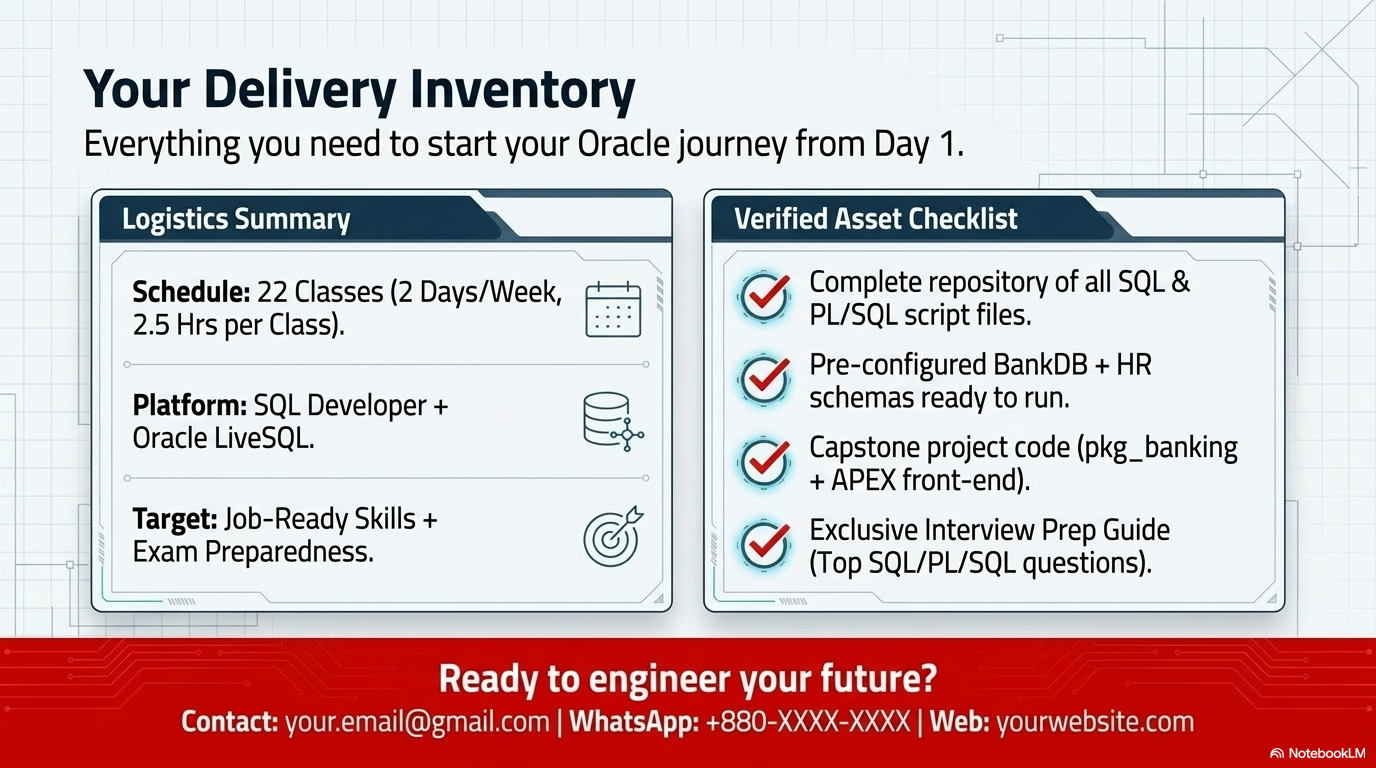 Your Delivery Inventory
Everything you need to start your Oracle journey from Day 1.
Logistics Summary
Schedule: 22 Classes (2 Days/Week,
2.5 Hrs per Class).
Platform: SQL Developer +
Oracle LiveSQL.
Target: Job-Ready Skills +
Exam Preparedness.
Verified Asset Checklist
Complete repository of all SQL &
PL/SQL script files.
Pre-configured BankDB + HR
schemas ready to run.
Capstone project code (pkg_banking
+ APEX front-end).
Exclusive Interview Prep Guide
(Top SQL/PL/SQL questions).
Ready to engineer your future?
Contact: your.email@gmail.com | WhatsApp: +880-XXXX-XXXX | Web: yourwebsite.com
NotebookLM